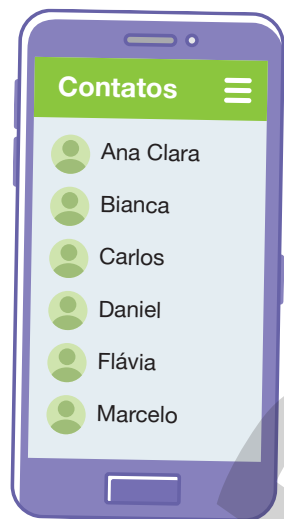 Contatos
Ana Clara
Bianca
Carlos
Daniel
Flávia
Marcelo